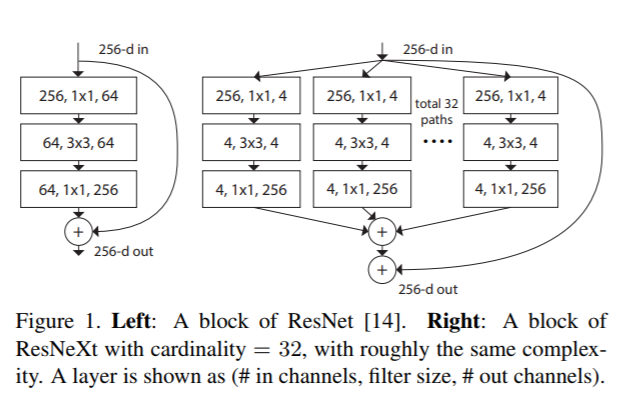 256-d in
256, 1x1, 64
64, 3x3, 64
64, 1x1, 256
+
256-d out
256-d in
256, 1x1, 4
256, 1x1, 4
total 32
paths
....
256, 1x1, 4
4, 3x3, 4
4, 3x3, 4
4, 3x3, 4
4, 1x1, 256
4, 1x1, 256
4, 1x1, 256
+
+
256-d out
Figure 1. Left: A block of ResNet [14]. Right: A block of
ResNeXt with cardinality = 32, with roughly the same complex-
ity. A layer is shown as (# in channels, filter size, # out channels).